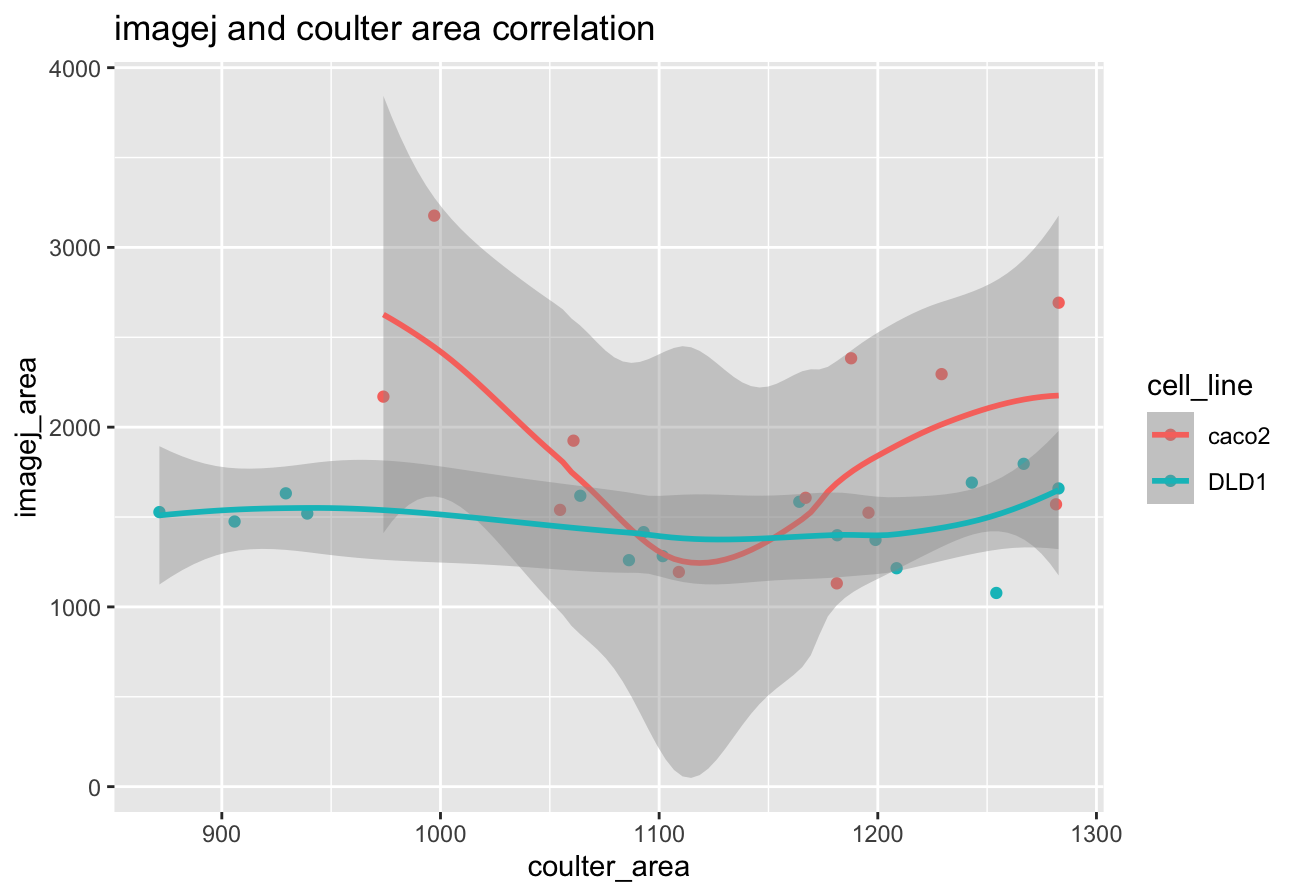 imagej and coulter area correlation
4000
3000
2000
1000
0
imagej_area
900 1000 1100 1200 1300
coulter_area
cell_line
caco2
DLD1